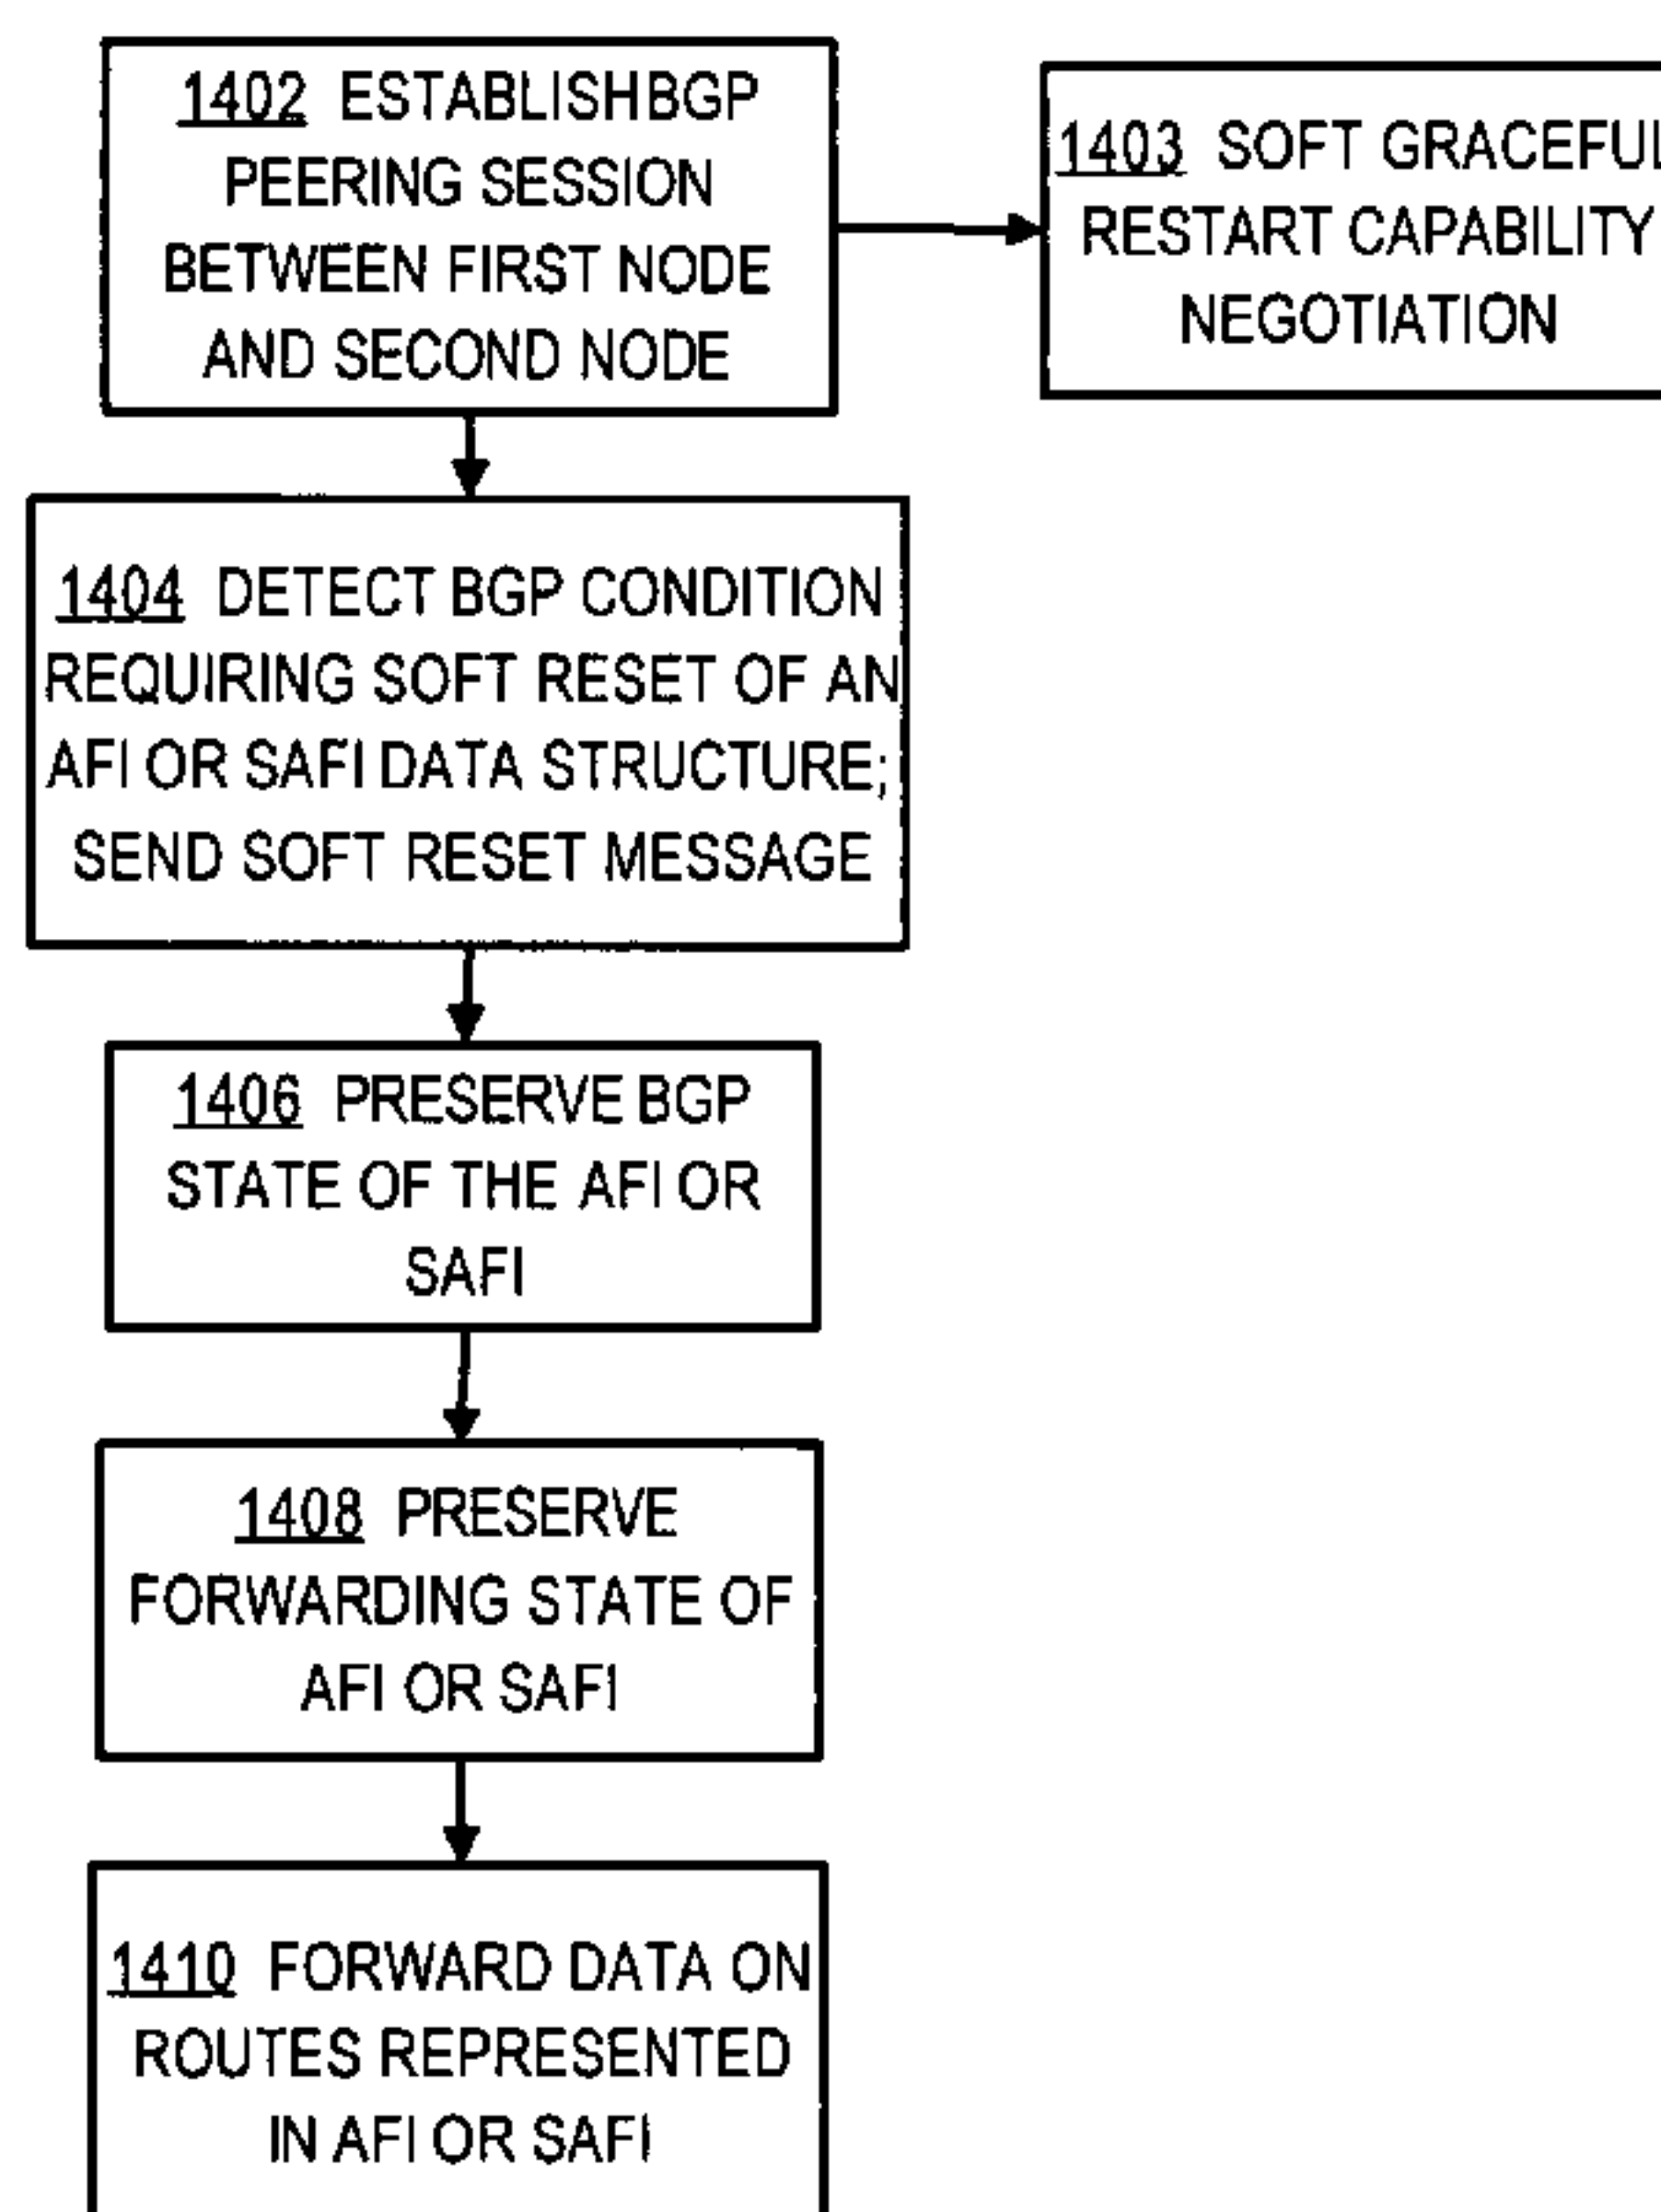 1402 ESTABLISHBGP
PEERING SESSION
BETWEEN FIRST NODE
AND SECOND NODE
1403 SOFT GRACEFUL
RESTART CAPABILITY
NEGOTIATION
1404 DETECT BGP CONDITION
REQUIRING SOFT RESET OF AN
AFI OR SAFI DATA STRUCTURE;
SEND SOFT RESET MESSAGE
1406 PRESERVE BGP
STATE OF THE AFI OR
SAFI
1408 PRESERVE
FORWARDING STATE OF
AFI OR SAFI
1410 FORWARD DATA ON
ROUTES REPRESENTED
IN AFI OR SAFI